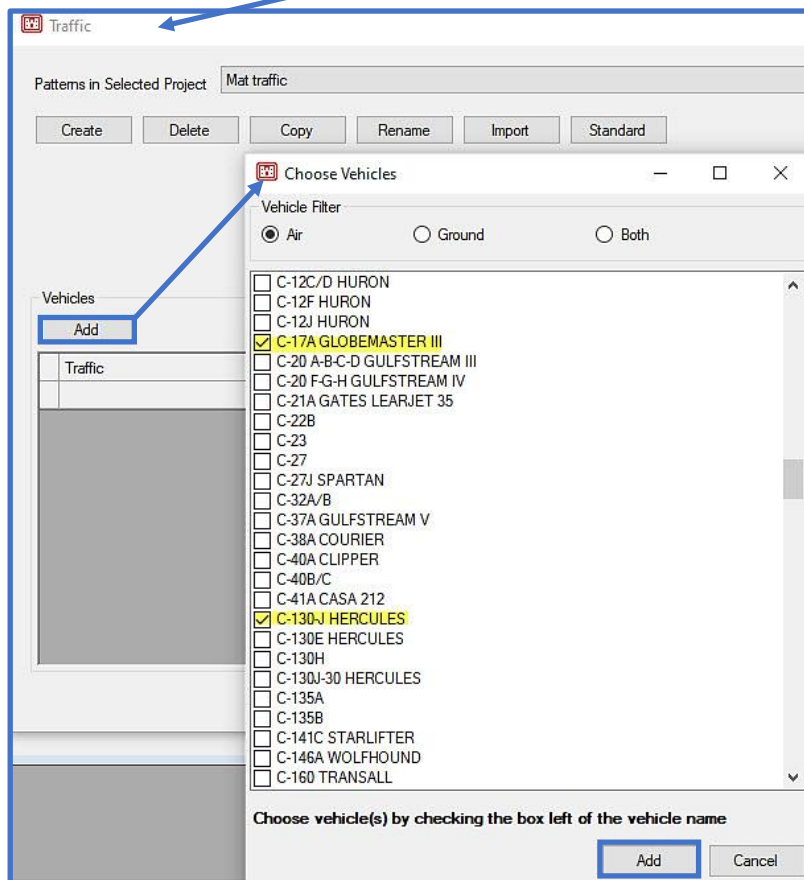 Traffic
Patterns in Selected Project Mat traffic
Create Delete Copy Rename Import Standard
Choose Vehicles
Vehicle Filter
Air Ground Both
Vehicles
Add
Traffic
C-12C/D HURON
C-12F HURON
C-12J HURON
C-17A GLOBEMASTER III
C-20 A-B-C-D GULFSTREAM III
C-20 F-G-H GULFSTREAM IV
C-21A GATES LEARJET 35
C-22B
C-23
C-27
C-27J SPARTAN
C-32A/B
C-37A GULFSTREAM V
C-38A COURIER
C-40A CLIPPER
C-40B/C
C-41A CASA 212
C-130-J HERCULES
C-130E HERCULES
C-130H
C-130J-30 HERCULES
C-135A
C-135B
C-141C STARLIFTER
C-146A WOLFHOUND
C-160 TRANSALL
Choose vehicle(s) by checking the box left of the vehicle name
Add Cancel